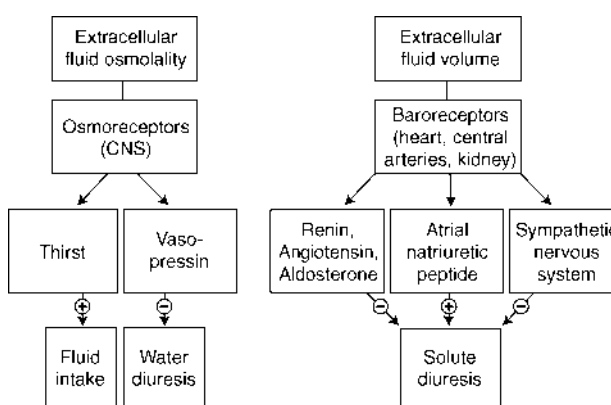 Extracellular
fluid osmolality
Osmoreceptors
(CNS)
Thirst
Vaso-
pressin
+
−
Fluid
intake
Water
diuresis
Extracellular
fluid volume
Baroreceptors
(heart, central
arteries, kidney)
Renin,
Angiotensin,
Aldosterone
Atrial
natriuretic
peptide
Sympathetic
nervous
system
−
+
−
Solute
diuresis